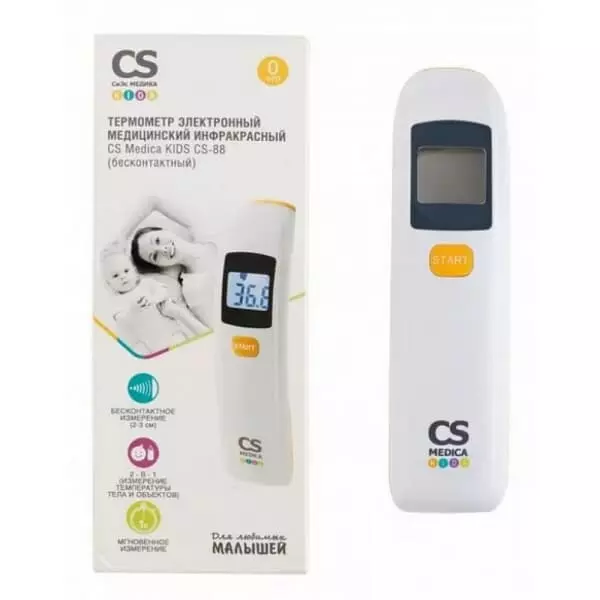 CS
СиЭс МЕДИКА
KIDS
0
ТЕРМОМЕТР ЭЛЕКТРОННЫЙ
МЕДИЦИНСКИЙ ИНФРАКРАСНЫЙ
CS Medica KIDS CS-88
(бесконтактный)
36.8
START
БЕСКОНТАКТНОЕ
ИЗМЕРЕНИЕ
(2-3 см)
2 - В - 1
(ИЗМЕРЕНИЕ
ТЕМПЕРАТУРЫ
ТЕЛА И ОБЪЕКТОВ)
МГНОВЕННОЕ
ИЗМЕРЕНИЕ
CS
MEDICA
KIDS
Для любимых
МАЛЫШЕЙ
START
CS
MEDICA
KIDS